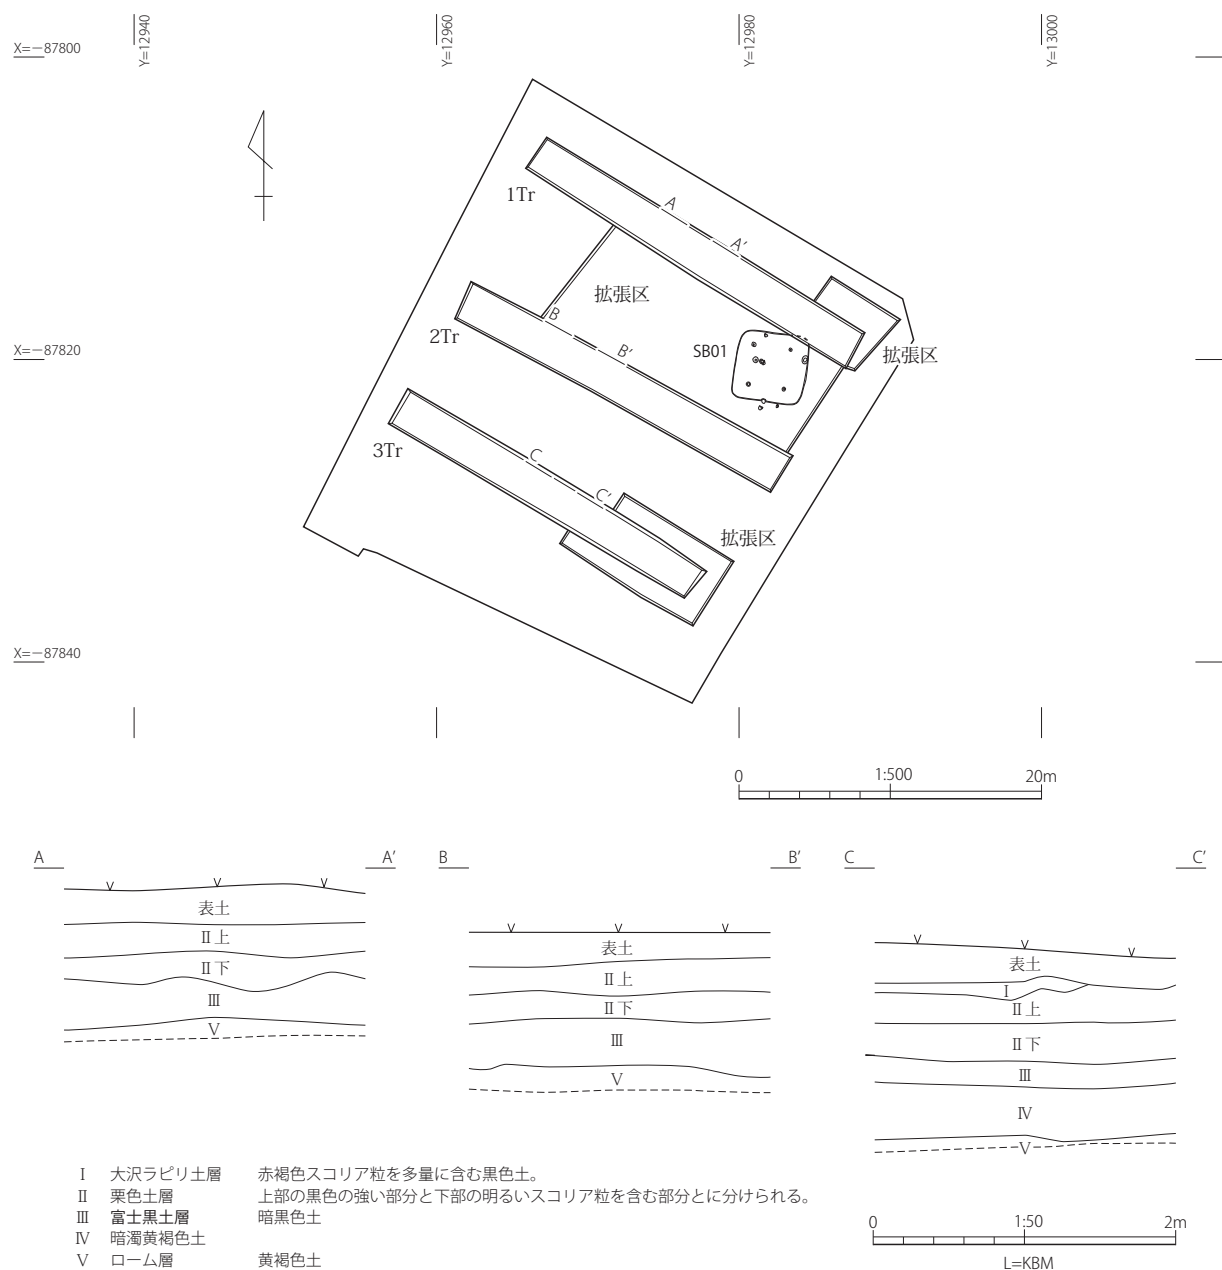 Y=12940
Y=12960
Y=12980
Y=13000
X=－87800
1Tr
A
A′
拡張区
B
2Tr
B′
SB01
X=－87820
拡張区
3Tr
C
C′
拡張区
X=－87840
0 1:500 20m
A A′ B B′ C C′
表土
Ⅱ上
Ⅱ下
Ⅲ
Ⅴ
表土
Ⅱ上
Ⅱ下
Ⅲ
Ⅴ
表土
Ⅰ
Ⅱ上
Ⅱ下
Ⅲ
Ⅳ
Ⅴ
Ⅰ 大沢ラピリ土層 赤褐色スコリア粒を多量に含む黒色土。
Ⅱ 栗色土層 上部の黒色の強い部分と下部の明るいスコリア粒を含む部分とに分けられる。
Ⅲ 富士黒土層 暗黒色土
Ⅳ 暗濁黄褐色土
Ⅴ ローム層 黄褐色土
0 1:50 2m
L=KBM